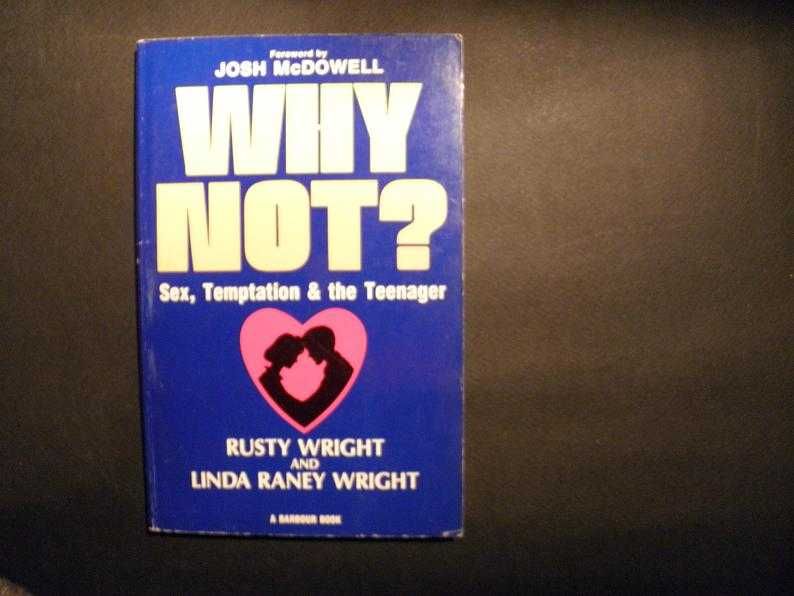 Foreword by
JOSH McDOWELL
WHY
NOT?
Sex, Temptation & the Teenager
RUSTY WRIGHT
AND
LINDA RANEY WRIGHT
A BARBOUR BOOK